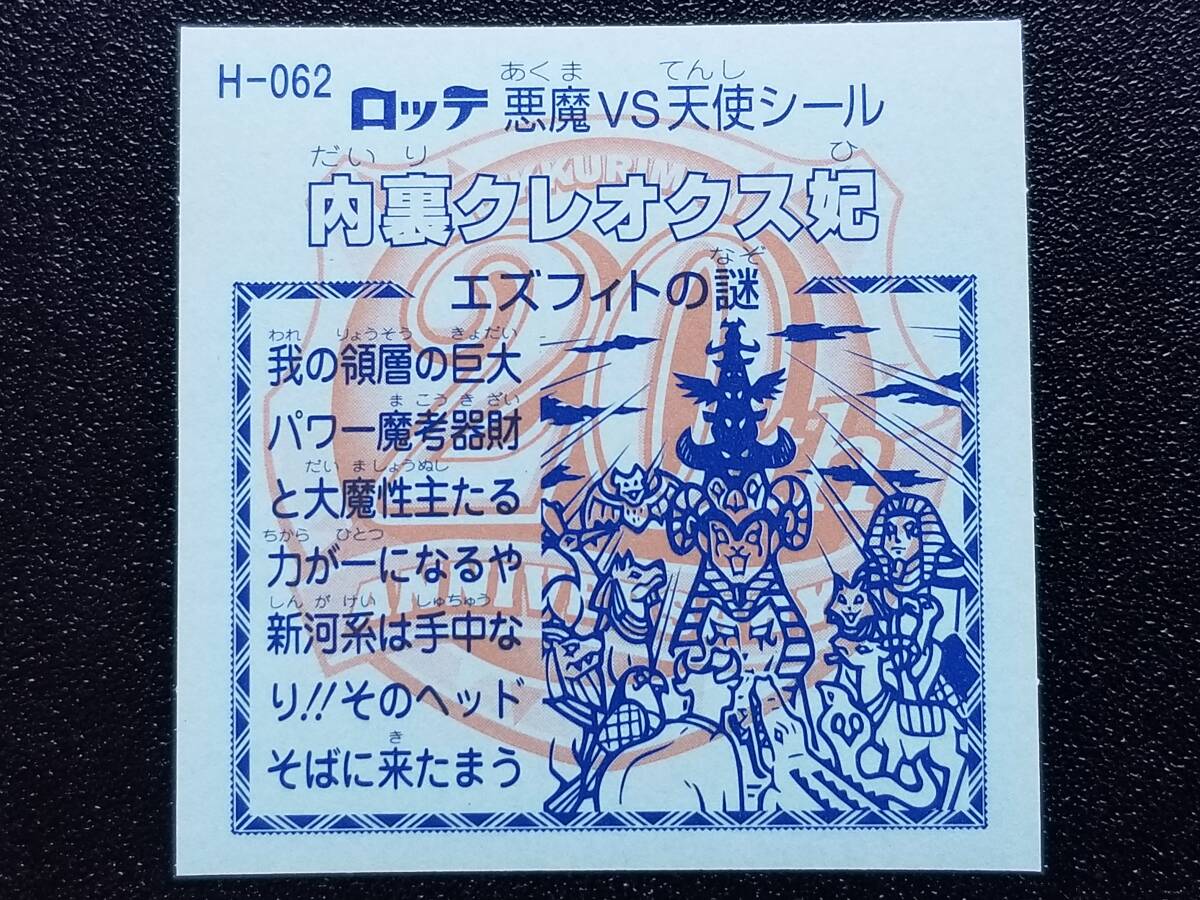 H-062
ロッテ 悪魔VS天使シール
あくま てんし
内裏クレオクス妃
だいり ひ
エズフィトの謎
なぞ
我の領層の巨大
われ りょうそう きょだい
パワー魔考器財
まこうきざい
と大魔性主たる
だいましょうぬし
力が一になるや
ちから ひとつ
新河系は手中な
しんがけい しゅちゅう
り!!そのヘッド
そばに来たまう
き
20th